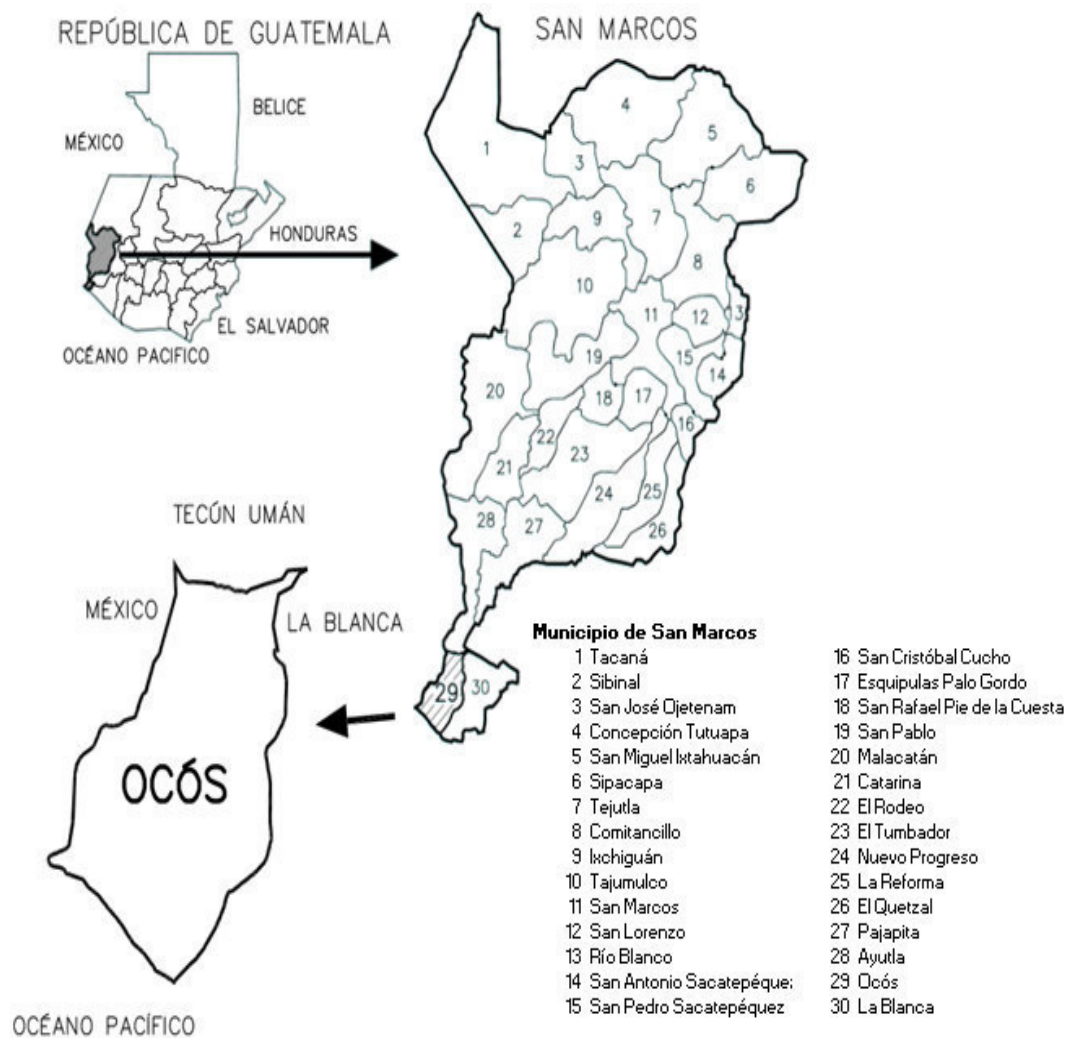 REPÚBLICA DE GUATEMALA
BELICE
MÉXICO
HONDURAS
EL SALVADOR
OCÉANO PACIFICO
SAN MARCOS
4
5
1
3
6
2
9
7
8
10
11
12
3
19
15
14
20
18
17
16
22
23
21
24
25
28
27
26
29
30
TECÚN UMÁN
MÉXICO
LA BLANCA
OCÓS
OCÉANO PACÍFICO
Municipio de San Marcos
1 Tacaná
2 Sibinal
3 San José Ojetenam
4 Concepción Tutuapa
5 San Miguel Ixtahuacán
6 Sipacapa
7 Tejutla
8 Comitancillo
9 Ixchiguán
10 Tajumulco
11 San Marcos
12 San Lorenzo
13 Río Blanco
14 San Antonio Sacatepéque:
15 San Pedro Sacatepéquez
16 San Cristóbal Cucho
17 Esquipulas Palo Gordo
18 San Rafael Pie de la Cuesta
19 San Pablo
20 Malacatán
21 Catarina
22 El Rodeo
23 El Tumbador
24 Nuevo Progreso
25 La Reforma
26 El Quetzal
27 Pajapita
28 Ayutla
29 Ocós
30 La Blanca